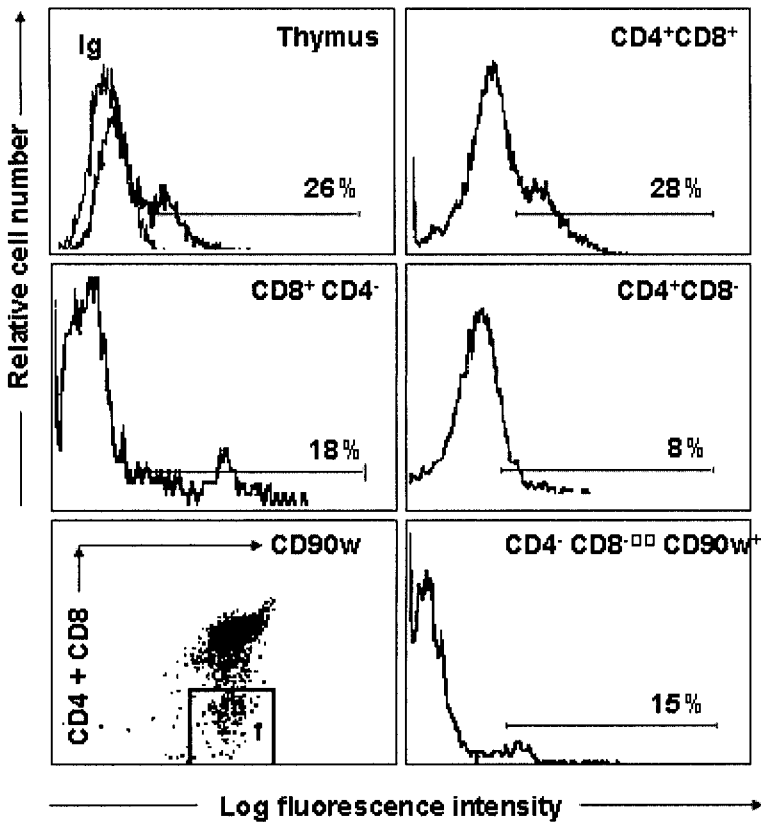 Relative cell number
Ig
Thymus
26%
CD4⁺CD8⁺
28%
CD8⁺ CD4⁻
18%
CD4⁺CD8⁻
8%
CD90w
CD4 + CD8
r
CD4⁻ CD8⁻□□ CD90w⁺
15%
Log fluorescence intensity